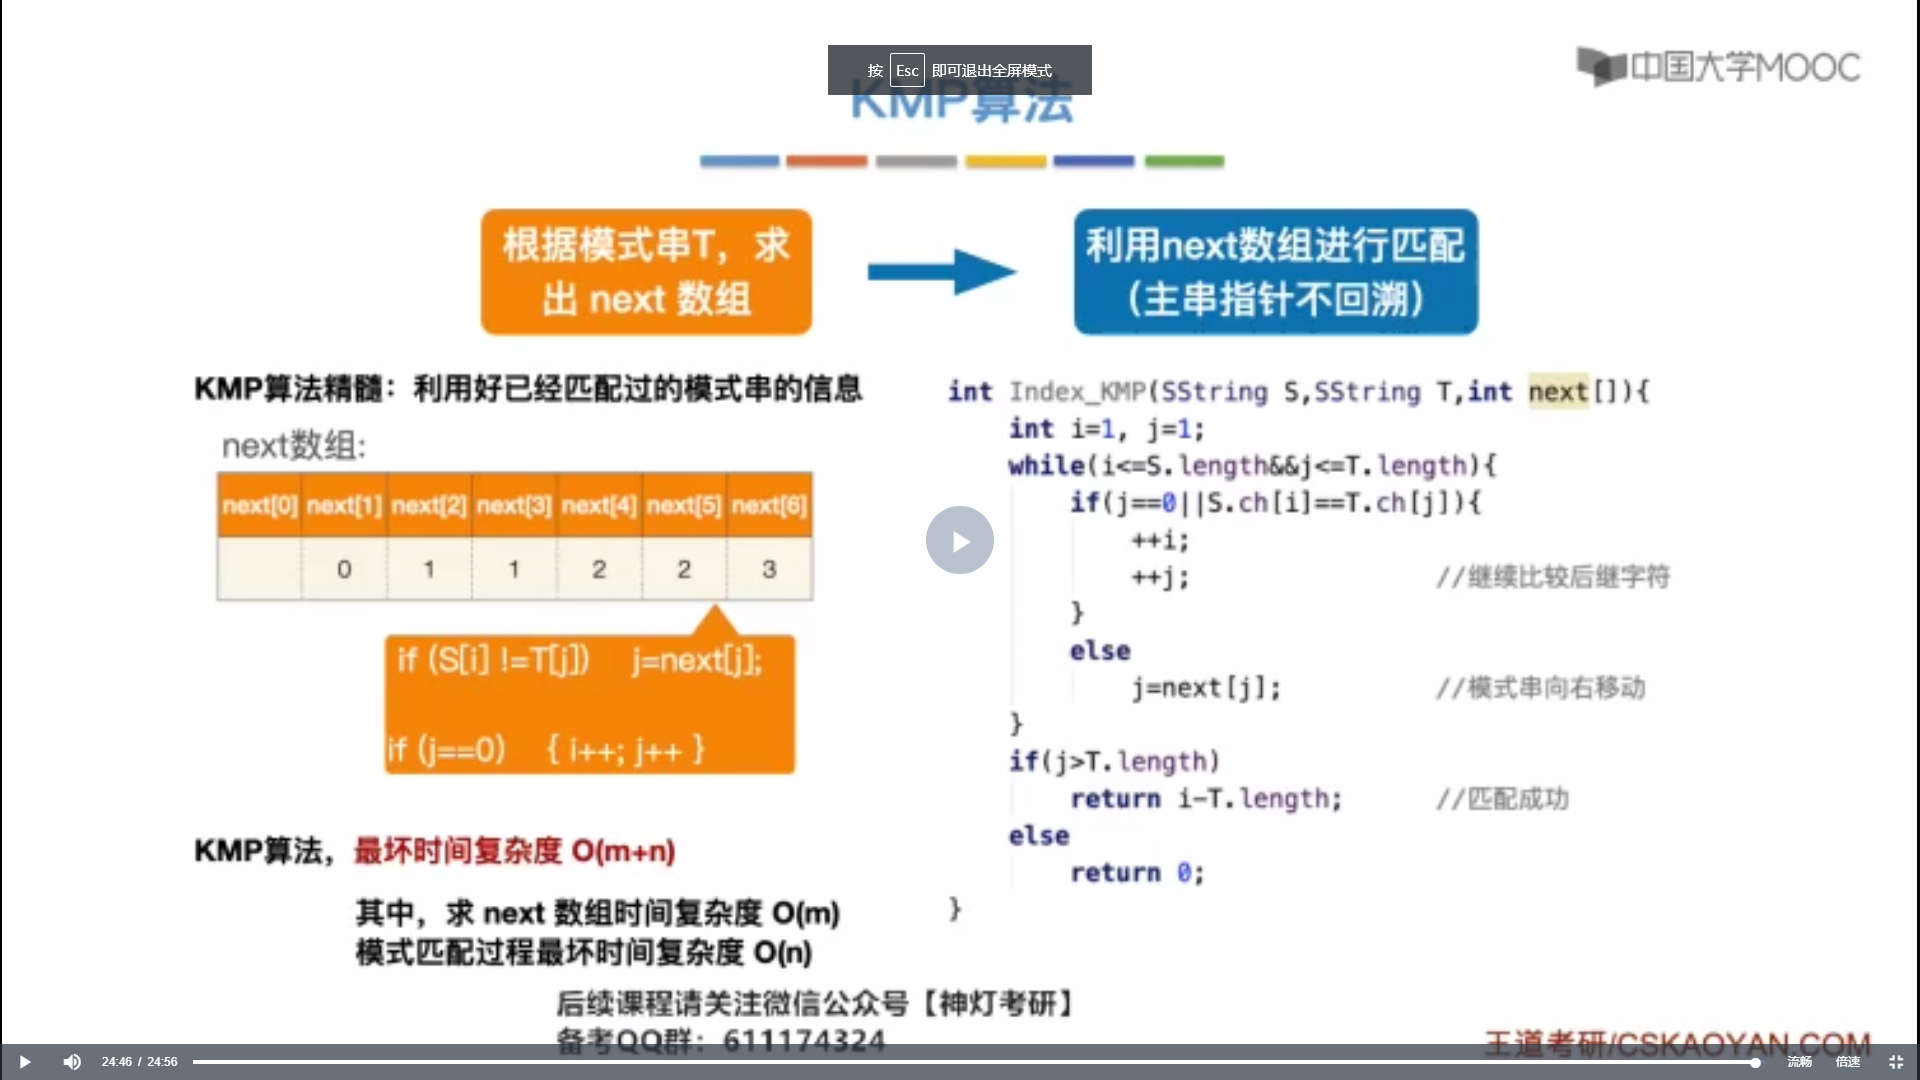 按 Esc 即可退出全屏模式
中国大学MOOC
KMP算法
根据模式串T，求
出 next 数组
利用next数组进行匹配
（主串指针不回溯）
KMP算法精髓：利用好已经匹配过的模式串的信息
next数组:
next[0] next[1] next[2] next[3] next[4] next[5] next[6]
0 1 1 2 2 3
if (S[i] !=T[j]) j=next[j];
if (j==0) { i++; j++ }
KMP算法，最坏时间复杂度 O(m+n)
其中，求 next 数组时间复杂度 O(m)
模式匹配过程最坏时间复杂度 O(n)
int Index_KMP(SString S,SString T,int next[]){
int i=1, j=1;
while(i<=S.length&&j<=T.length){
if(j==0||S.ch[i]==T.ch[j]){
++i;
++j; //继续比较后继字符
}
else
j=next[j]; //模式串向右移动
}
if(j>T.length)
return i-T.length; //匹配成功
else
return 0;
}
后续课程请关注微信公众号【神灯考研】
备考QQ群：611174324
王道考研/CSKAOYAN.COM
24:46 / 24:56
流畅 倍速